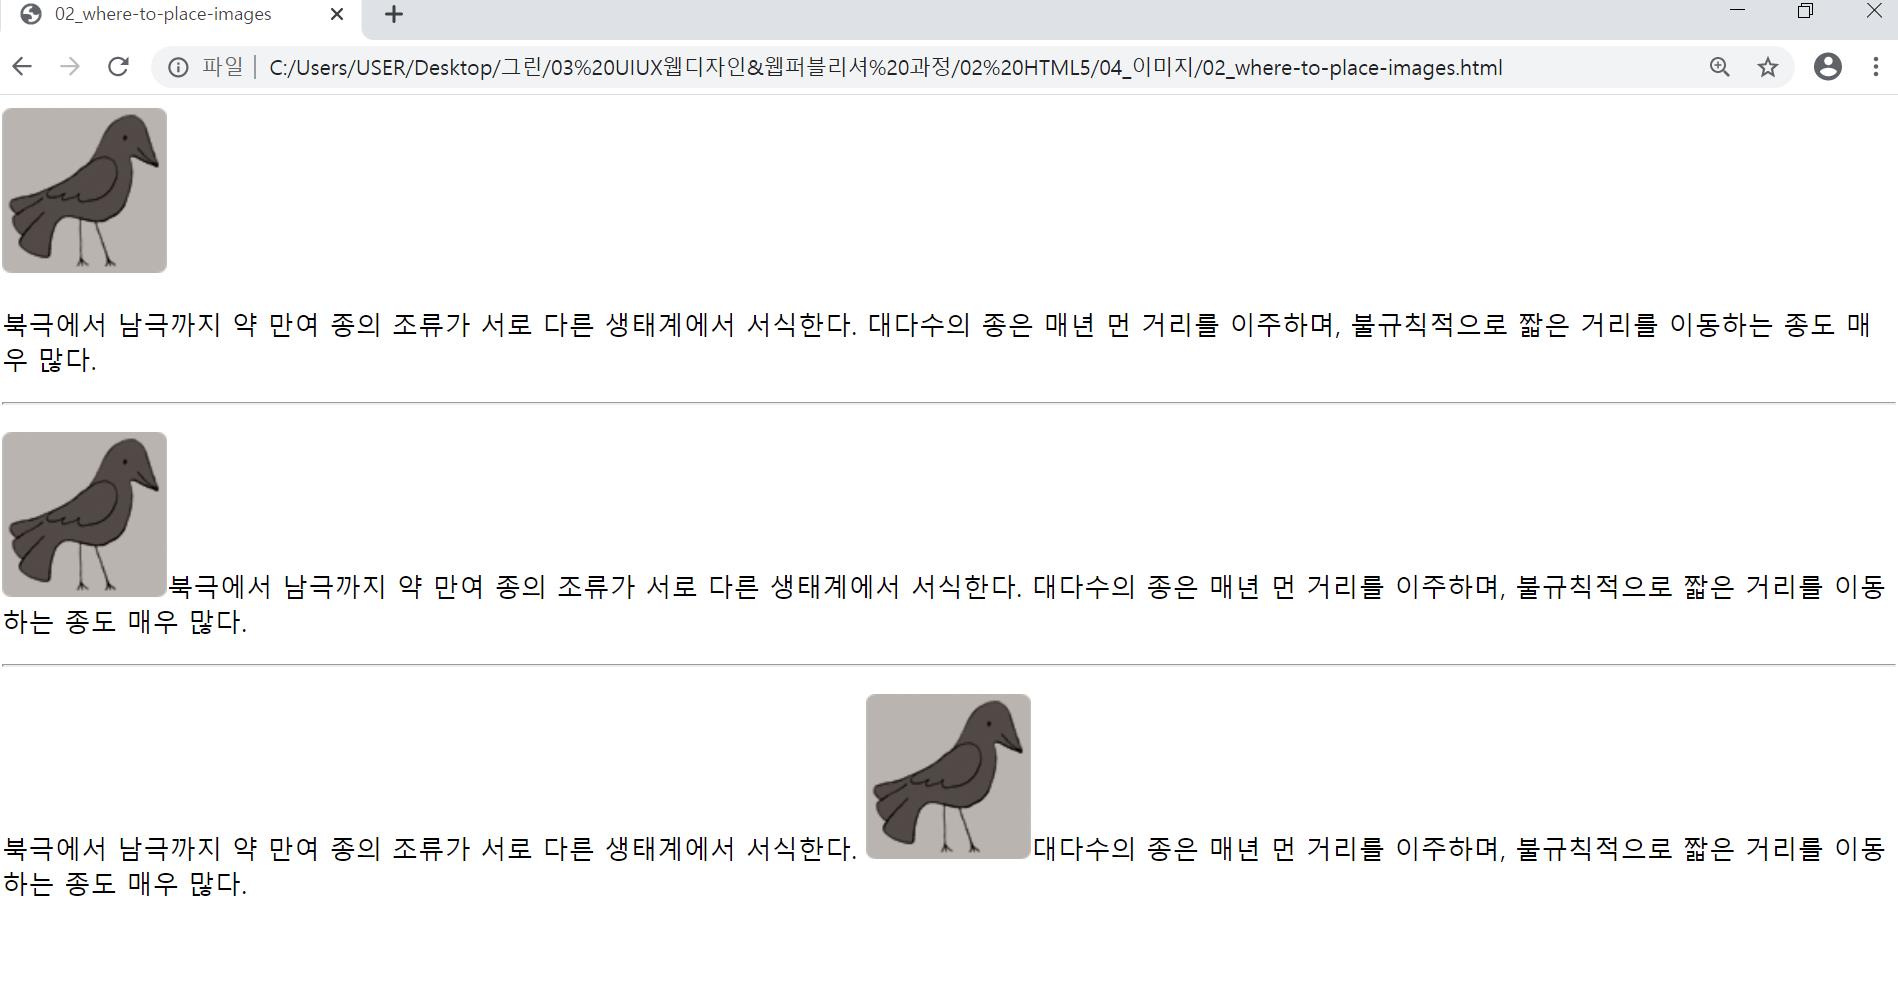 02_where-to-place-images
파일 | C:/Users/USER/Desktop/그린/03%20UIUX웹디자인&웹퍼블리셔%20과정/02%20HTML5/04_이미지/02_where-to-place-images.html
북극에서 남극까지 약 만여 종의 조류가 서로 다른 생태계에서 서식한다. 대다수의 종은 매년 먼 거리를 이주하며, 불규칙적으로 짧은 거리를 이동하는 종도 매
우 많다.
북극에서 남극까지 약 만여 종의 조류가 서로 다른 생태계에서 서식한다. 대다수의 종은 매년 먼 거리를 이주하며, 불규칙적으로 짧은 거리를 이동
하는 종도 매우 많다.
북극에서 남극까지 약 만여 종의 조류가 서로 다른 생태계에서 서식한다. 대다수의 종은 매년 먼 거리를 이주하며, 불규칙적으로 짧은 거리를 이동
하는 종도 매우 많다.